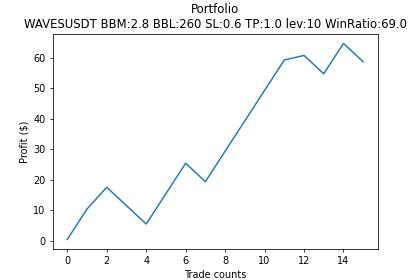 Portfolio
WAVESUSDT BBM:2.8 BBL:260 SL:0.6 TP:1.0 lev:10 WinRatio:69.0
60
50
40
30
20
10
0
Profit ($)
0 2 4 6 8 10 12 14
Trade counts